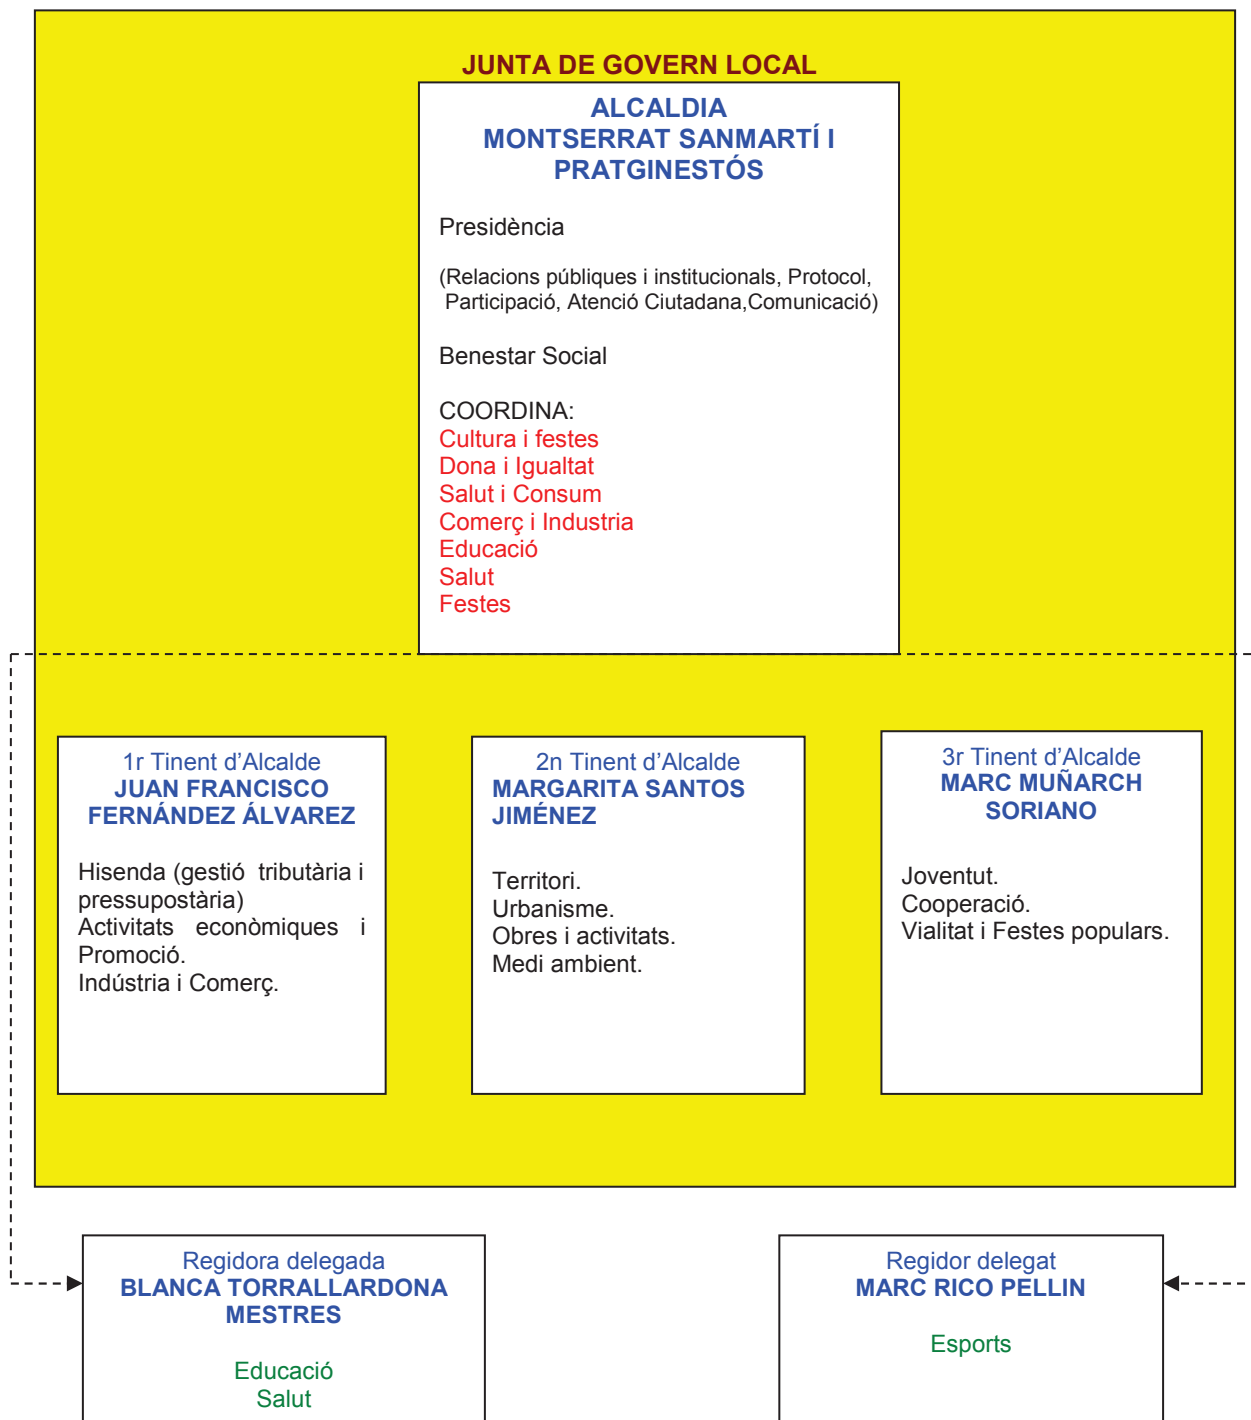 JUNTA DE GOVERN LOCAL
ALCALDIA
MONTSERRAT SANMARTÍ I
PRATGINESTÓS
Presidència
(Relacions públiques i institucionals, Protocol,
Participació, Atenció Ciutadana,Comunicació)
Benestar Social
COORDINA:
Cultura i festes
Dona i Igualtat
Salut i Consum
Comerç i Industria
Educació
Salut
Festes
1r Tinent d’Alcalde
JUAN FRANCISCO
FERNÁNDEZ ÁLVAREZ
Hisenda (gestió tributària i
pressupostària)
Activitats econòmiques i
Promoció.
Indústria i Comerç.
2n Tinent d’Alcalde
MARGARITA SANTOS
JIMÉNEZ
Territori.
Urbanisme.
Obres i activitats.
Medi ambient.
3r Tinent d’Alcalde
MARC MUÑARCH
SORIANO
Joventut.
Cooperació.
Vialitat i Festes populars.
Regidora delegada
BLANCA TORRALLARDONA
MESTRES
Educació
Salut
Regidor delegat
MARC RICO PELLIN
Esports